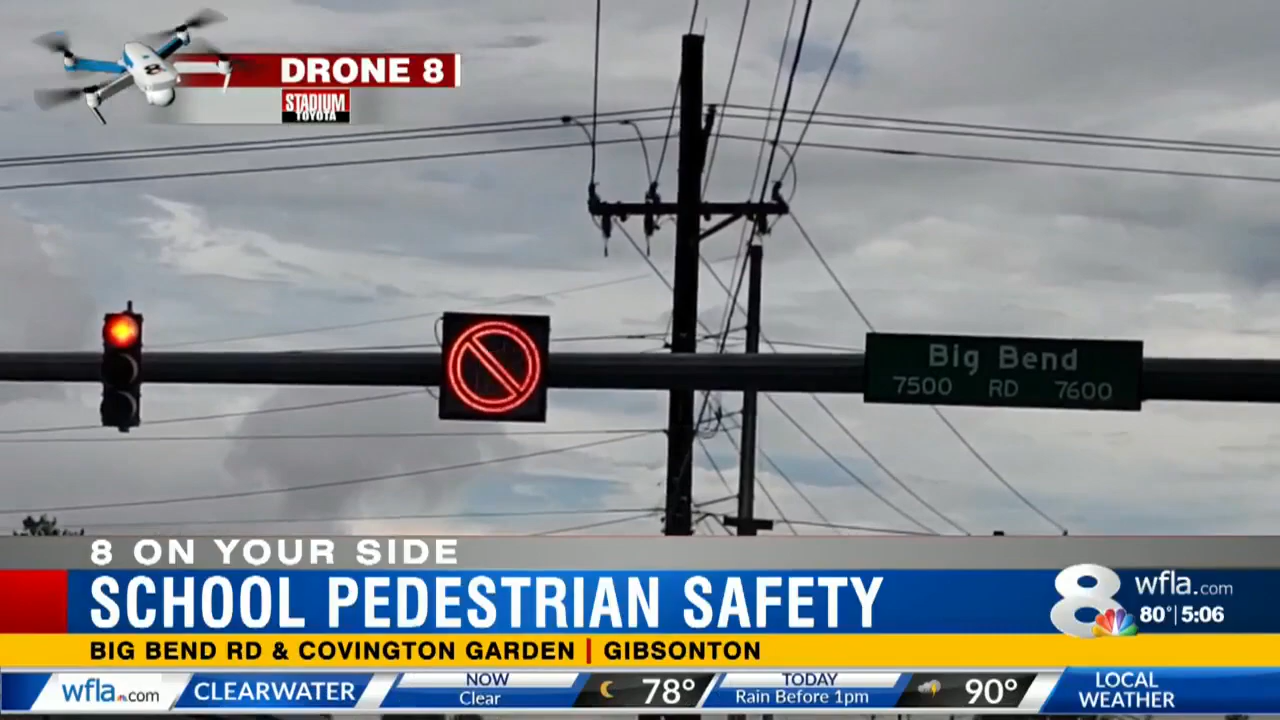 DRONE 8
STADIUM
TOYOTA
8
Big Bend
7500 RD 7600
8 ON YOUR SIDE
SCHOOL PEDESTRIAN SAFETY
8 wfla.com
80° 5:06
BIG BEND RD & COVINGTON GARDEN | GIBSONTON
wfla.com
CLEARWATER
NOW
Clear
78°
TODAY
Rain Before 1pm
90°
LOCAL
WEATHER